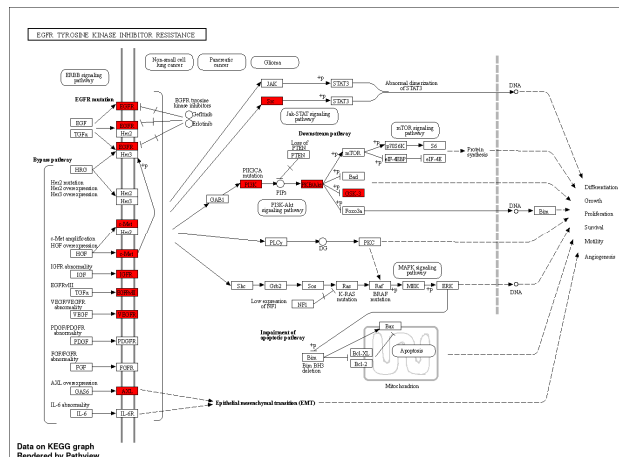 EGFR TYROSINE KINASE INHIBITOR RESISTANCE
Non-small cell
lung cancer
Pancreatic
cancer
Glioma
ERBB signaling
pathway
EGFR mutation
EGFR
EGF
TGFα
EGFR
Her2
EGFR
Her3
EGFR tyrosine
kinase inhibitors
Gefitinib
Erlotinib
Bypass pathway
HRG
Her2 mutation
Her2 overexpression
Her3 overexpression
Her2
Her3
+p
c-Met
Her2
c-Met amplification
HGF overexpression
HGF
c-Met
IGFR abnormality
IGF
IGFR
EGFRvIII
TGFα
VEGF/VEGFR
abnormality
VEGF
VEGFR
PDGF/PDGFR
abnormality
PDGF
PDGFR
FGF/FGFR
abnormality
FGF
FGFR
AXL overexpression
GAS6
AXL
IL-6 abnormality
IL-6
IL-6R
JAK
+p
STAT3
Abnormal dimerization
of STAT3
Src
+p
STAT3
Jak-STAT signaling
pathway
Downstream pathway
Loss of
PTEN
PTEN
PIK3CA
mutation
GAB1
PI3K
PIP3
PI3K-Akt
signaling pathway
mTOR signaling
pathway
mTOR
+p
p70S6K
S6
+p
eIF-4EBP
eIF-4E
Protein
synthesis
+p
Bad
Foxo3a
DNA
DNA
Bim
PLCγ
DG
PKC
MAPK signaling
pathway
Shc
Grb2
Sos
Ras
Raf
+p
MEK
+p
ERK
DNA
K-RAS
mutation
BRAF
mutation
Low expression
of NF1
NF1
Impairment of
apoptotic pathway
+p
Bim
Bim BH3
deletion
Bax
Bcl-XL
Bcl-2
Apoptosis
Mitochondrion
Epithelial mesenchymal transition (EMT)
Differentiation
Growth
Proliferation
Survival
Motility
Angiogenesis
Data on KEGG graph
Rendered by Pathview